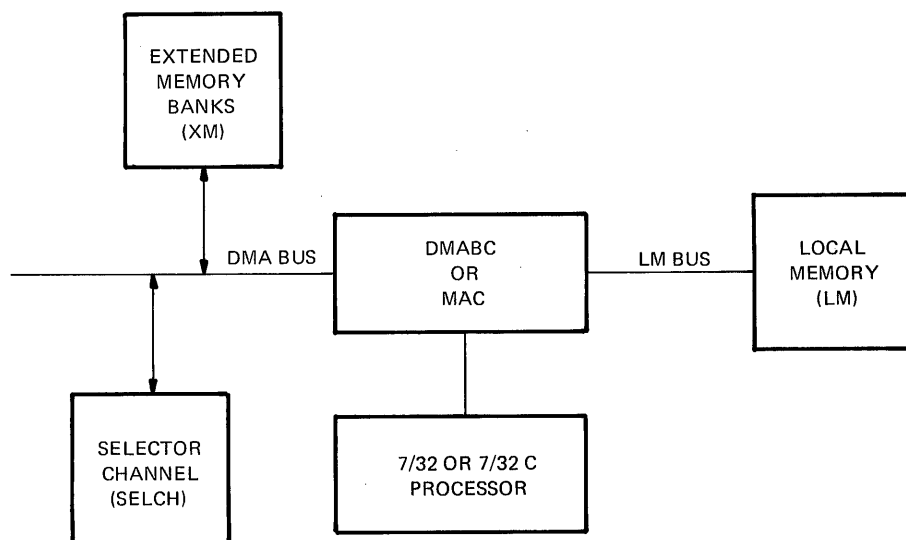 EXTENDED
MEMORY
BANKS
(XM)
DMA BUS
DMABC
OR
MAC
LM BUS
LOCAL
MEMORY
(LM)
SELECTOR
CHANNEL
(SELCH)
7/32 OR 7/32 C
PROCESSOR